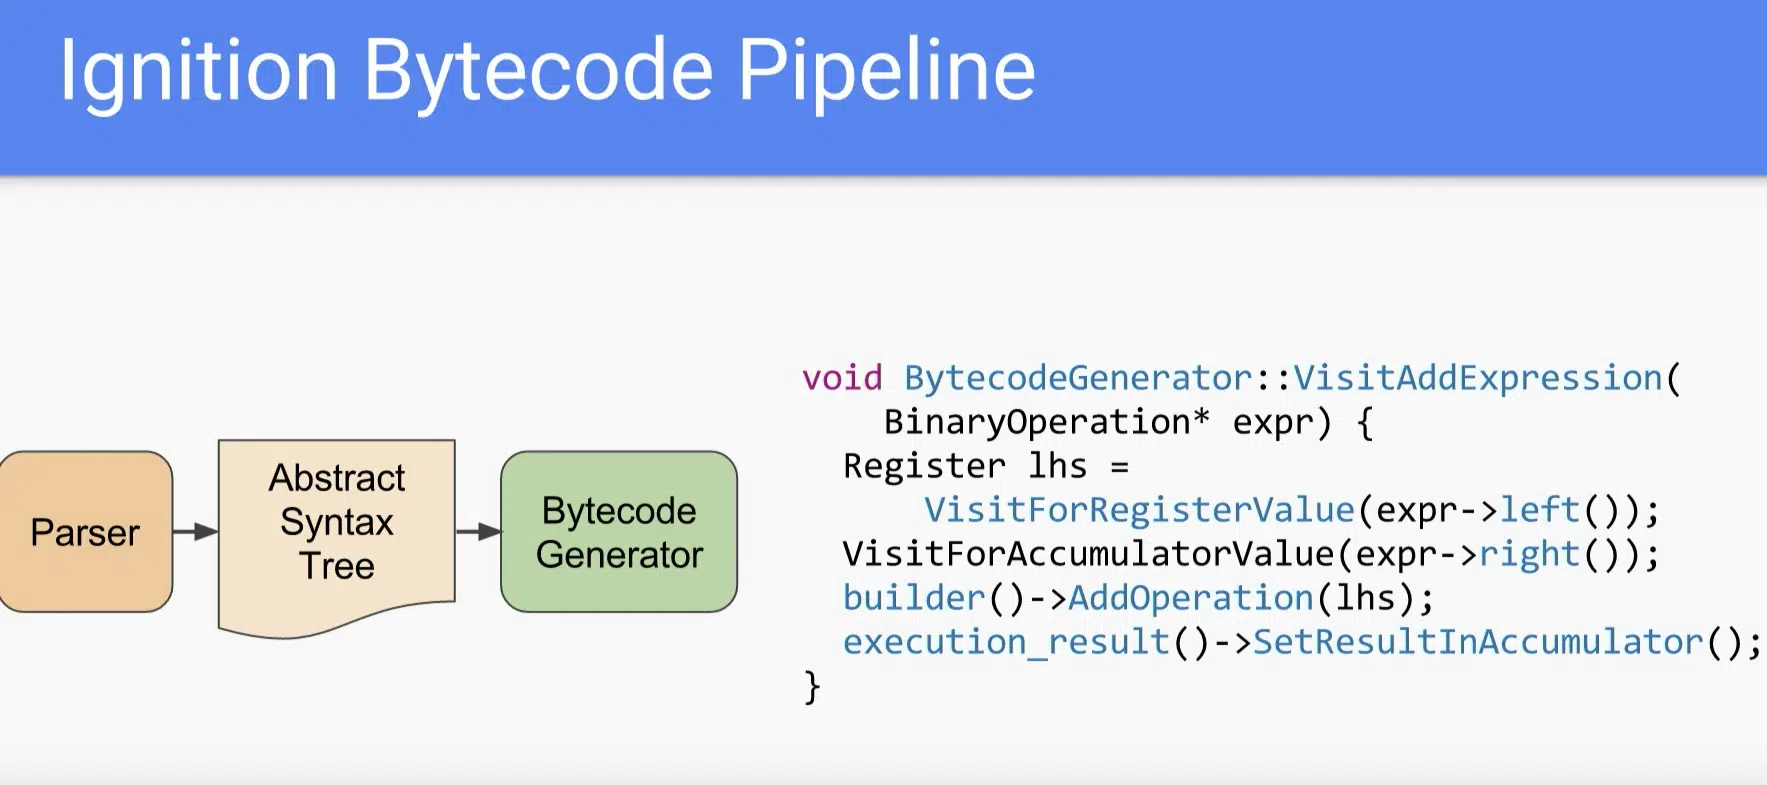 Ignition Bytecode Pipeline
Parser
Abstract
Syntax
Tree
Bytecode
Generator
void BytecodeGenerator::VisitAddExpression(
    BinaryOperation* expr) {
  Register lhs =
      VisitForRegisterValue(expr->left());
  VisitForAccumulatorValue(expr->right());
  builder()->AddOperation(lhs);
  execution_result()->SetResultInAccumulator();
}